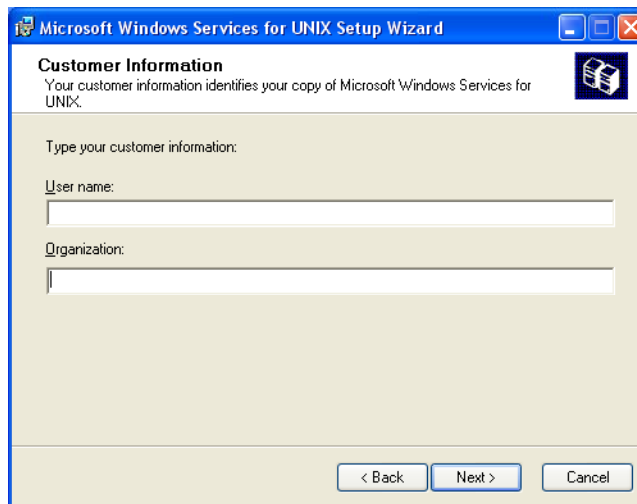 Microsoft Windows Services for UNIX Setup Wizard
Customer Information
Your customer information identifies your copy of Microsoft Windows Services for
UNIX.
Type your customer information:
User name:
Organization:
< Back
Next >
Cancel